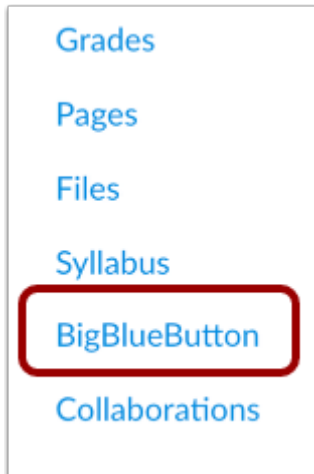 Grades
Pages
Files
Syllabus
BigBlueButton
Collaborations